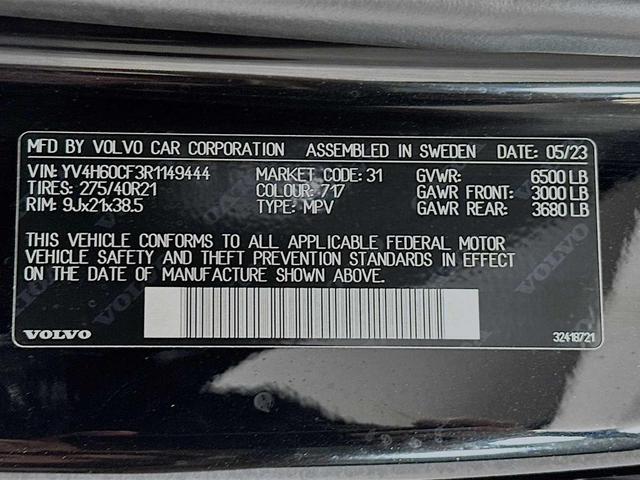 MFD BY VOLVO CAR CORPORATION ASSEMBLED IN SWEDEN DATE: 05/23
VIN: YV4H60CF3R1149444 MARKET CODE: 31 GVWR: 6500 LB
TIRES: 275/40R21 COLOUR: 717 GAWR FRONT: 3000 LB
RIM: 9Jx21x38.5 TYPE: MPV GAWR REAR: 3680 LB
THIS VEHICLE CONFORMS TO ALL APPLICABLE FEDERAL MOTOR
VEHICLE SAFETY AND THEFT PREVENTION STANDARDS IN EFFECT
ON THE DATE OF MANUFACTURE SHOWN ABOVE.
VOLVO 32418721